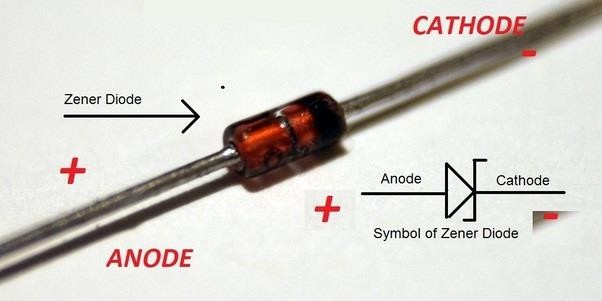 CATHODE
-
Zener Diode
+
Anode
Cathode
+
-
Symbol of Zener Diode
ANODE